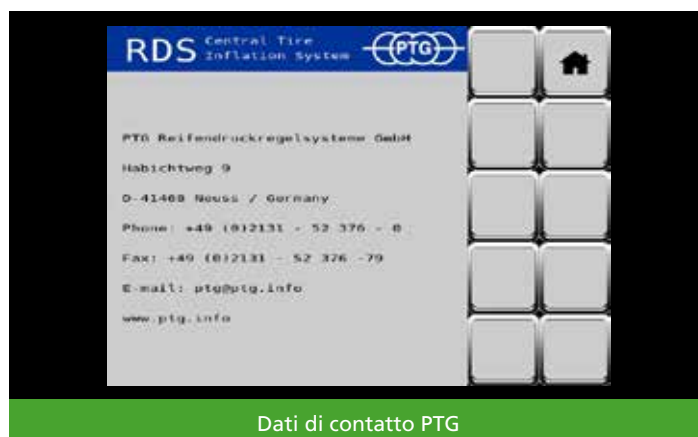 RDS Central Tire
Inflation System
PTG
PTG Reifendruckregelsysteme GmbH
Habichtweg 9
D-41468 Neuss / Germany
Phone: +49 (0)2131 - 52 376 - 0
Fax: +49 (0)2131 - 52 376 -79
E-mail: ptg@ptg.info
www.ptg.info
Dati di contatto PTG